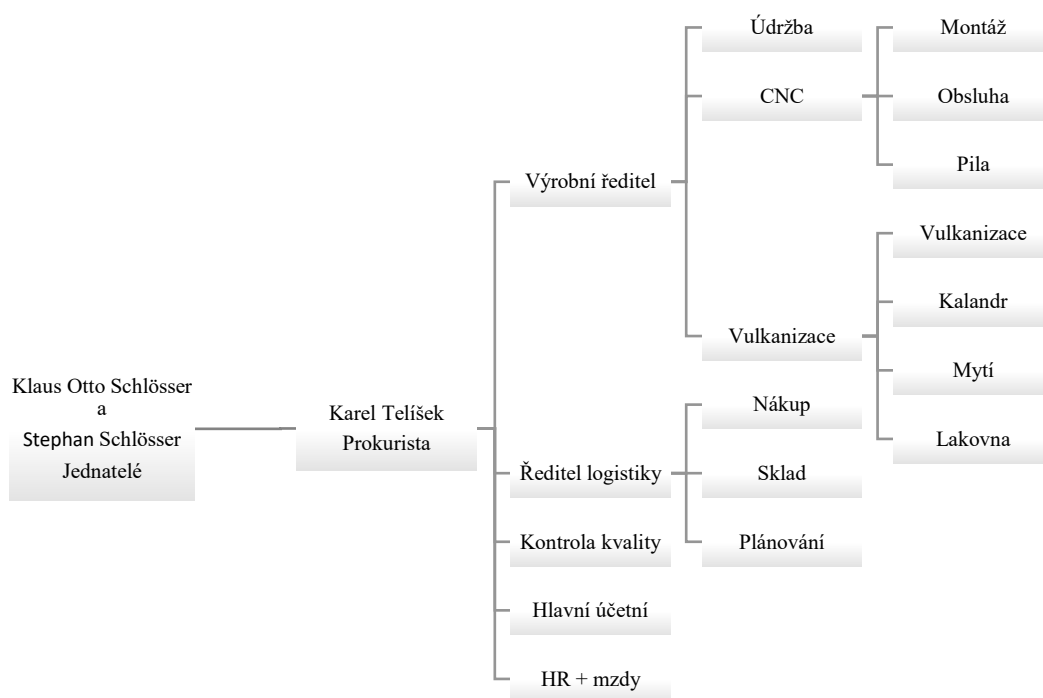 Klaus Otto Schlösser
a
Stephan Schlösser
Jednatelé
Karel Telíšek
Prokurista
Výrobní ředitel
Údržba
CNC
Montáž
Obsluha
Pila
Vulkanizace
Vulkanizace
Kalandr
Mytí
Lakovna
Ředitel logistiky
Nákup
Sklad
Plánování
Kontrola kvality
Hlavní účetní
HR + mzdy